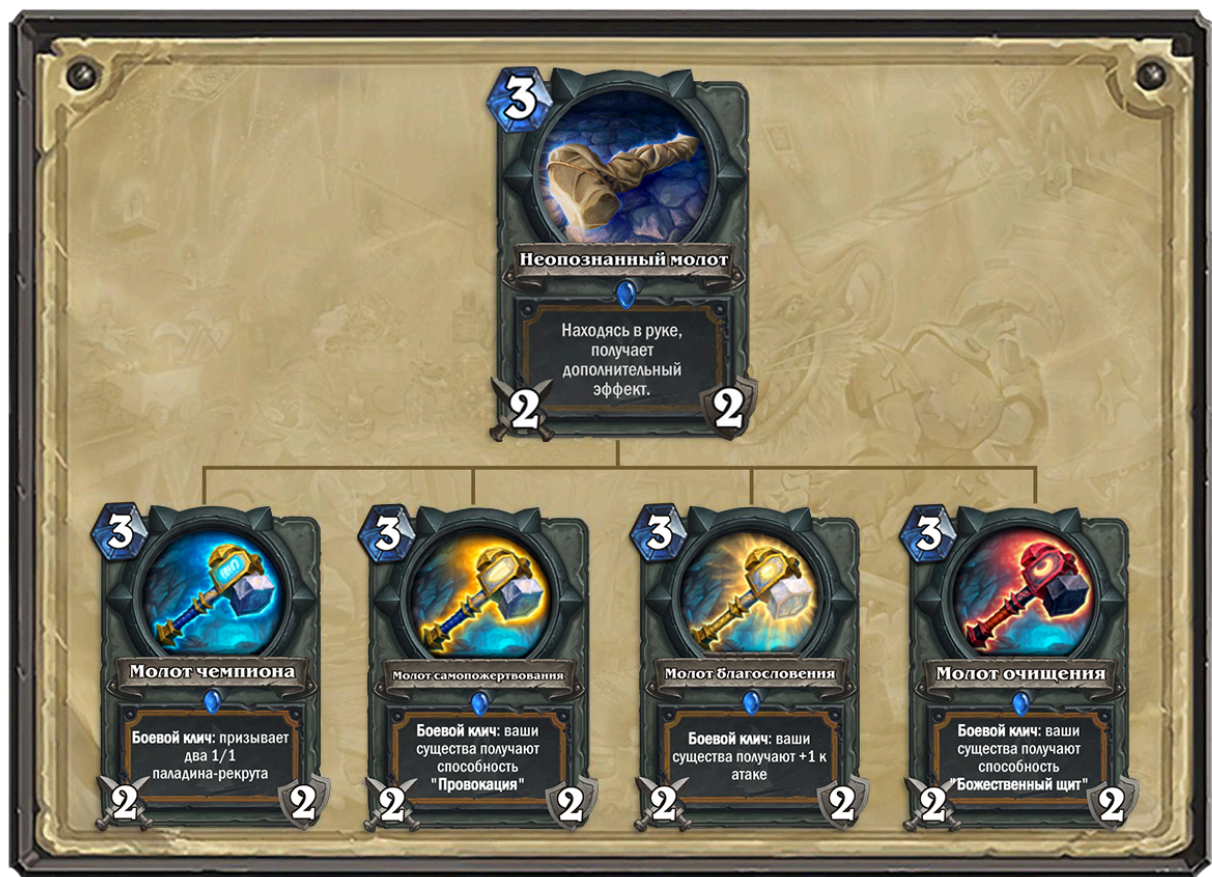 3
Неопознанный молот
Находясь в руке,
получает
дополнительный
эффект.
2
2
3
Молот чемпиона
Боевой клич: призывает
два 1/1
паладина-рекрута
2
2
3
Молот самопожертвования
Боевой клич: ваши
существа получают
способность
"Провокация"
2
2
3
Молот благословения
Боевой клич: ваши
существа получают +1 к
атаке
2
2
3
Молот очищения
Боевой клич: ваши
существа получают
способность
"Божественный щит"
2
2